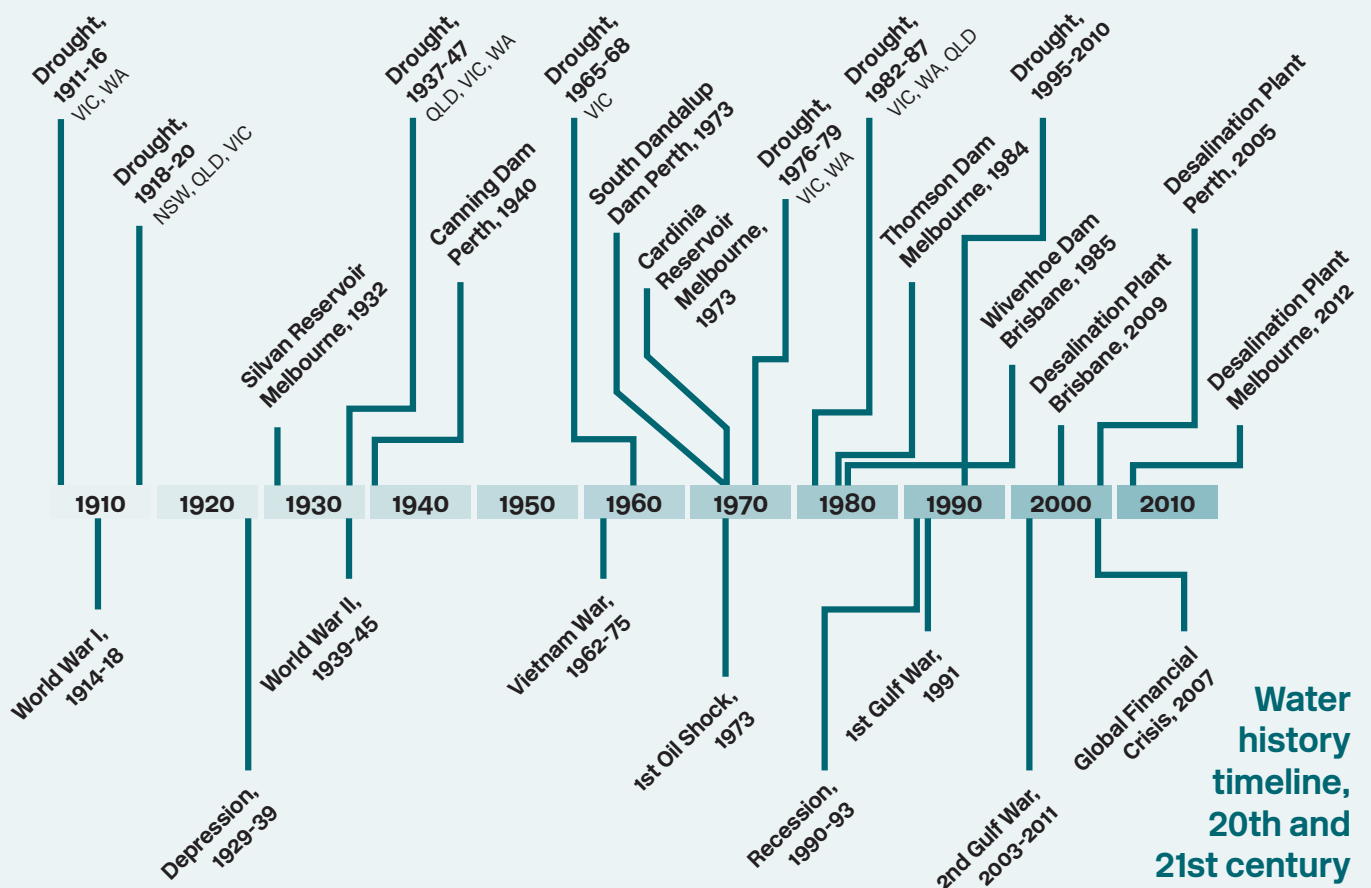 Drought,
1911-16
VIC, WA
Drought,
1918-20
NSW, QLD, VIC
Silvan Reservoir
Melbourne, 1932
Drought,
1937-47
QLD, VIC, WA
Canning Dam
Perth, 1940
Drought,
1965-68
VIC
South Dandalup
Dam Perth, 1973
Cardinia
Reservoir
Melbourne,
1973
Drought,
1976-79
VIC, WA
Drought,
1982-87
VIC, WA, QLD
Thomson Dam
Melbourne, 1984
Wivenhoe Dam
Brisbane, 1985
Drought,
1995-2010
Desalination Plant
Brisbane, 2009
Desalination Plant
Perth, 2005
Desalination Plant
Melbourne, 2012
1910
1920
1930
1940
1950
1960
1970
1980
1990
2000
2010
World War I,
1914-18
Depression,
1929-39
World War II,
1939-45
Vietnam War,
1962-75
1st Oil Shock,
1973
Recession,
1990-93
1st Gulf War,
1991
2nd Gulf War,
2003-2011
Global Financial
Crisis, 2007
Water
history
timeline,
20th and
21st century